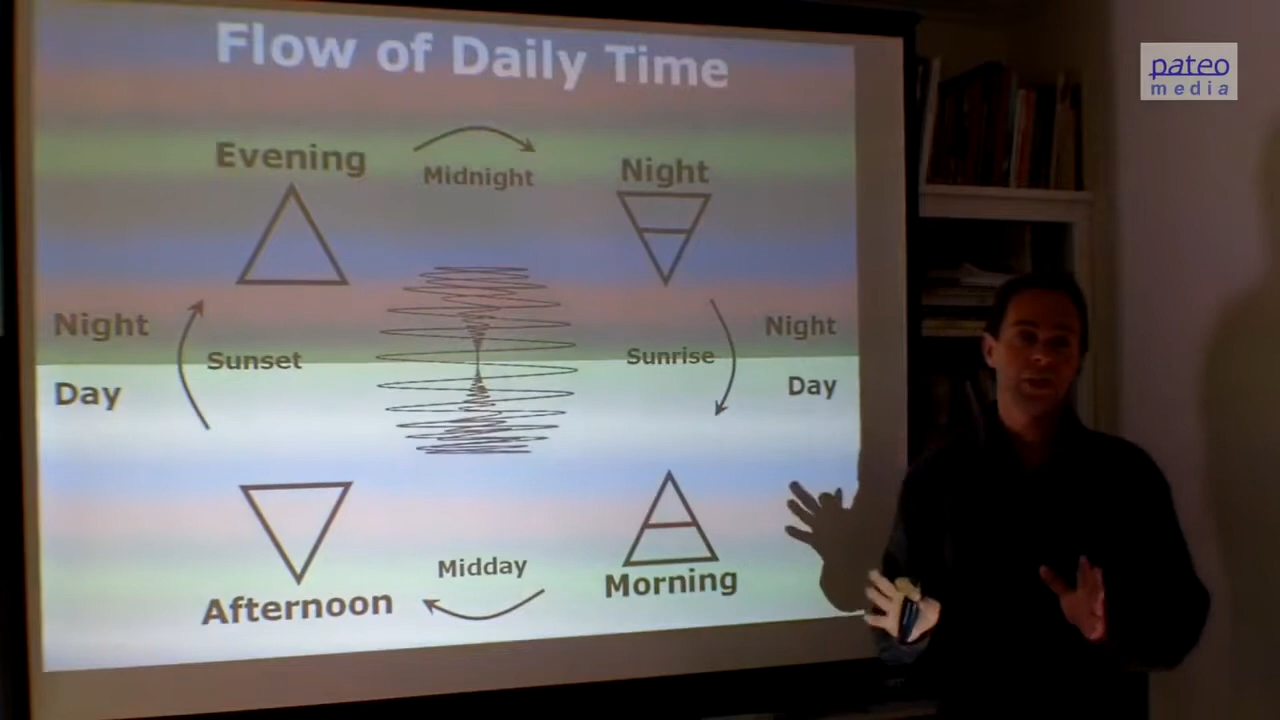 Flow of Daily Time
pateo
media
Evening
Midnight
Night
Night
Sunset
Sunrise
Night
Day
Day
Midday
Afternoon
Morning